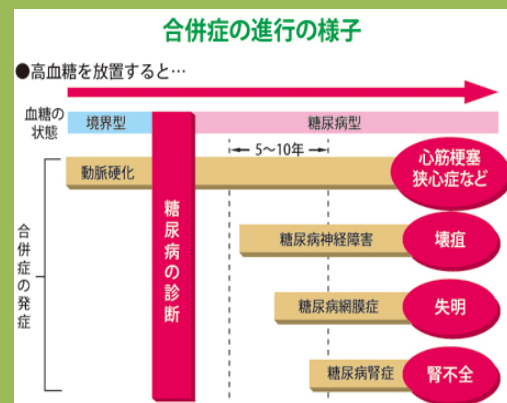 合併症の進行の様子
●高血糖を放置すると…
血糖の
状態
境界型
糖尿病型
5〜10年
動脈硬化
心筋梗塞
狭心症など
糖尿病の診断
合併症の発症
糖尿病神経障害
壊疽
糖尿病網膜症
失明
糖尿病腎症
腎不全